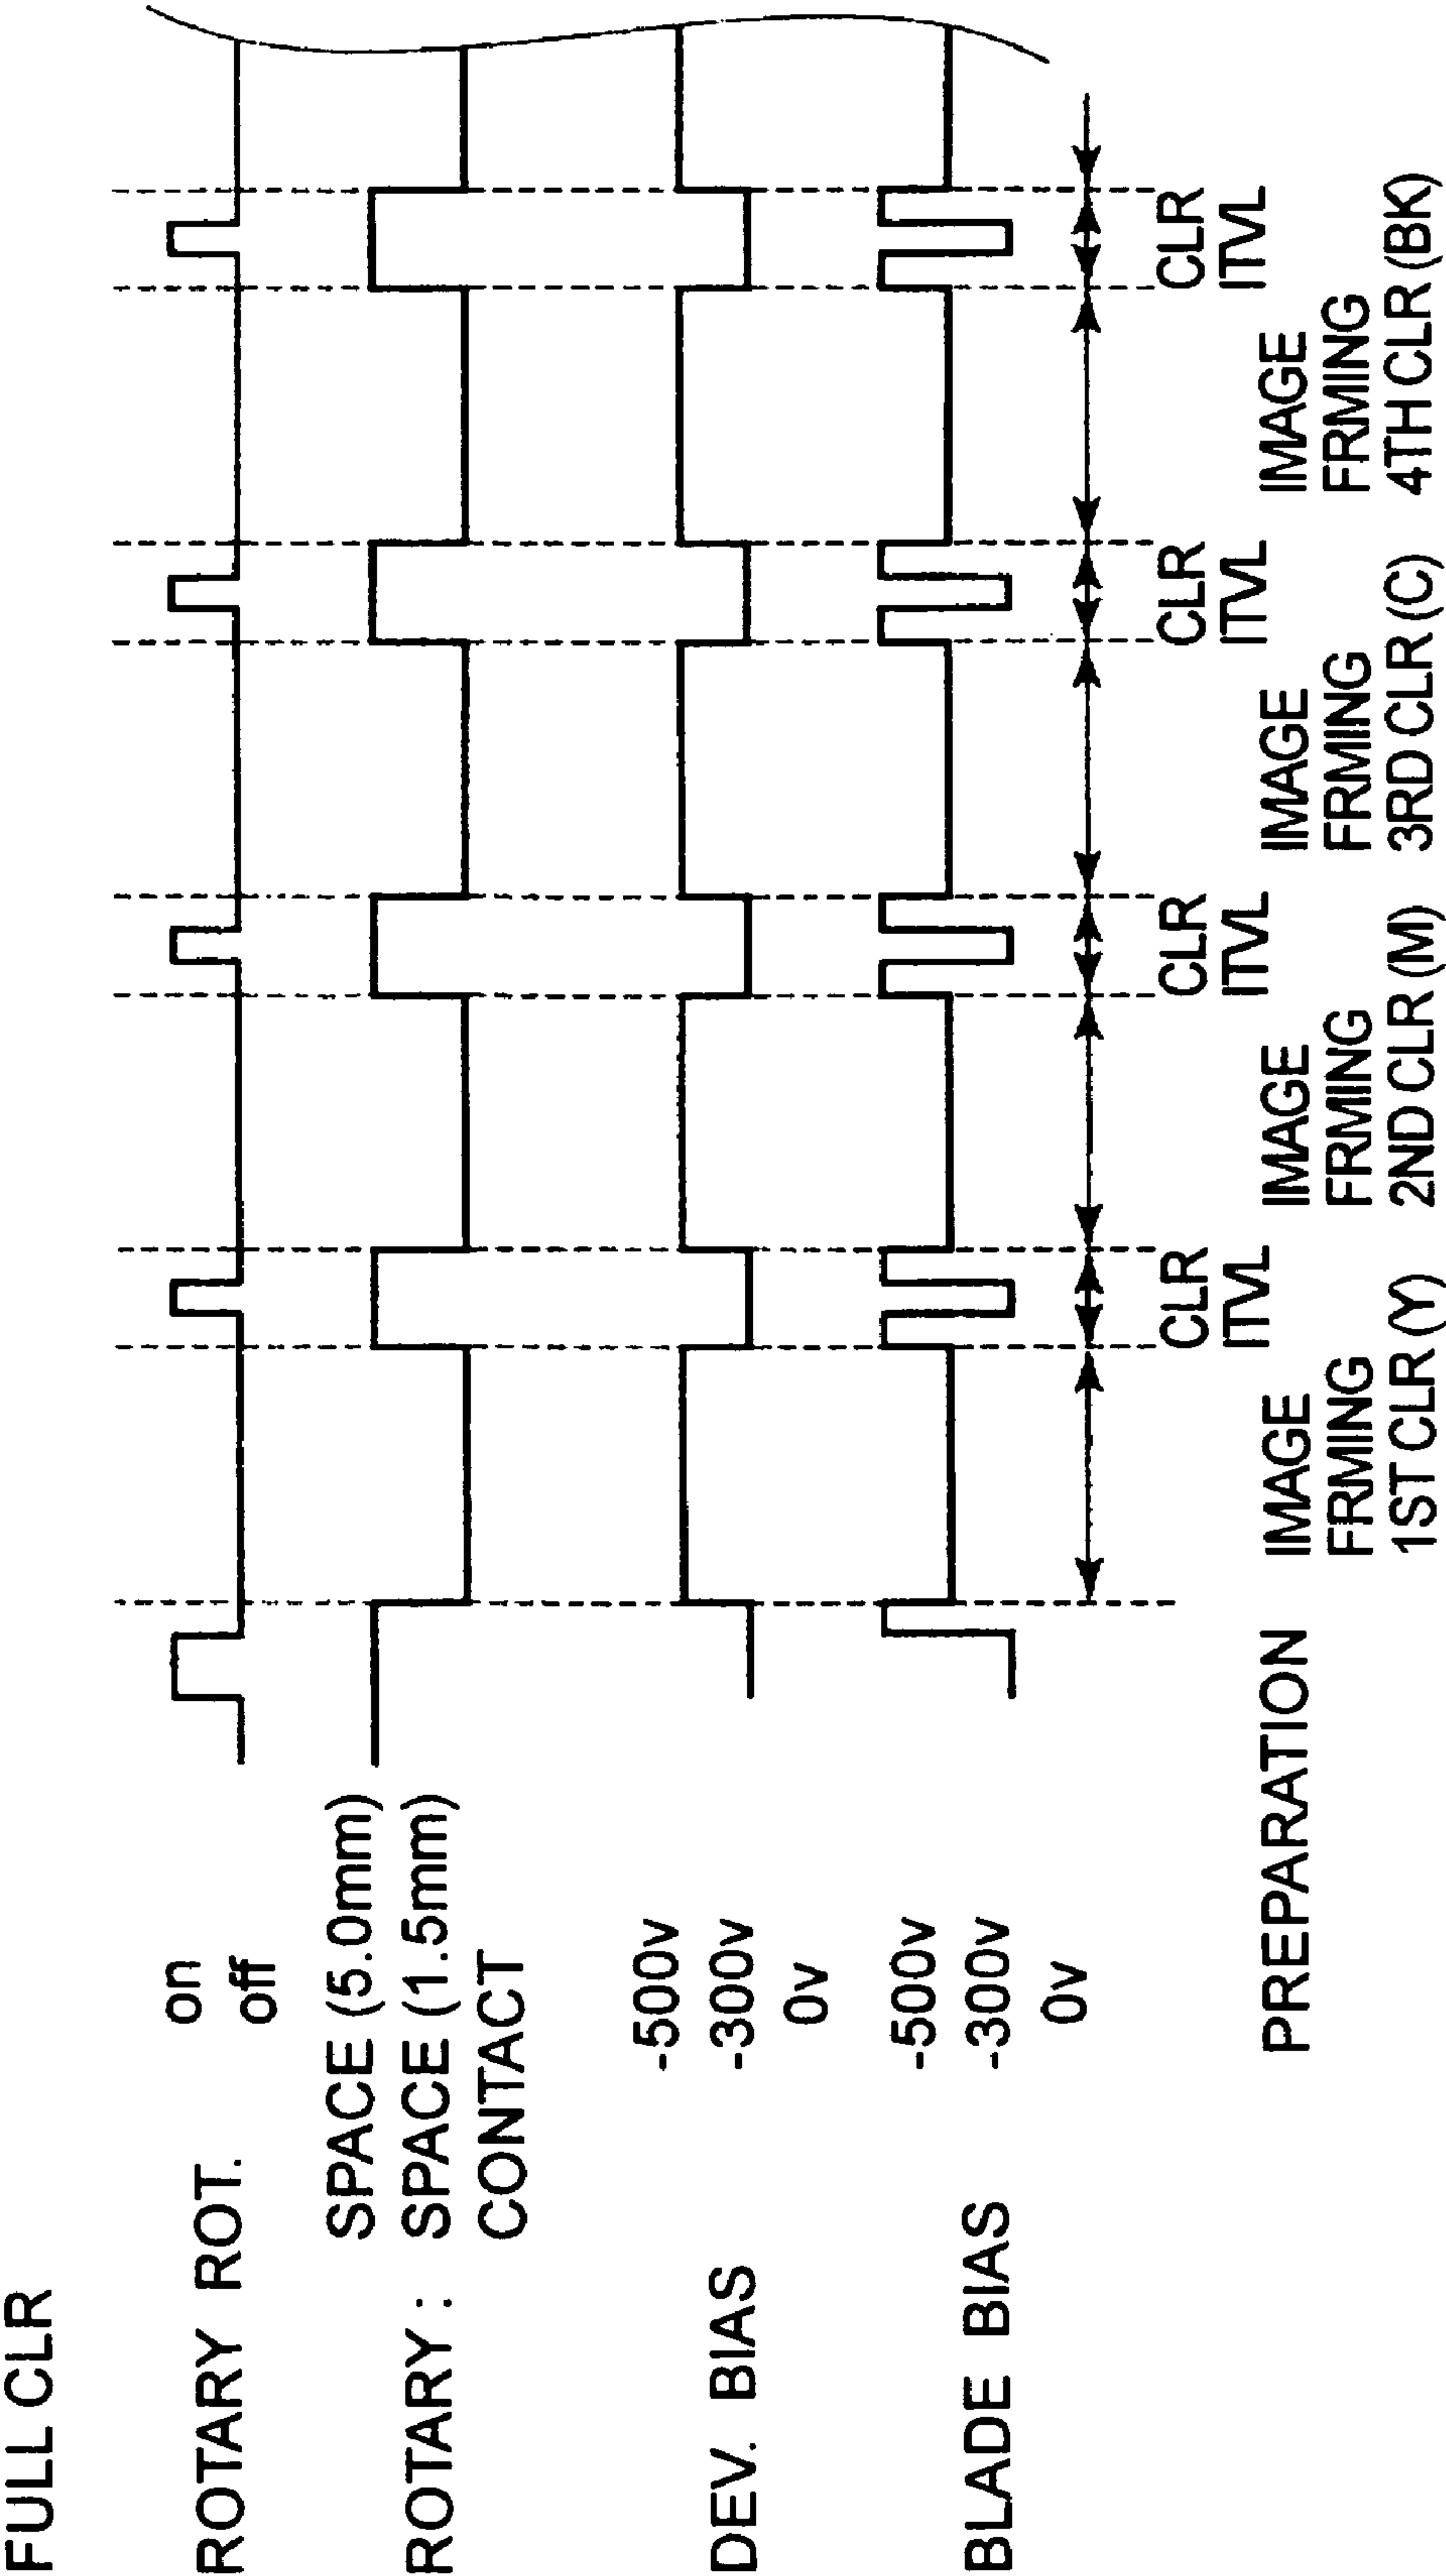 FULL CLR
ROTARY ROT.
on
off
ROTARY :
SPACE (5.0mm)
SPACE (1.5mm)
CONTACT
DEV. BIAS
-500v
-300v
0v
BLADE BIAS
-500v
-300v
0v
CLR
ITVL
CLR
ITVL
CLR
ITVL
CLR
ITVL
PREPARATION
IMAGE
FRMING
1ST CLR (Y)
IMAGE
FRMING
2ND CLR (M)
IMAGE
FRMING
3RD CLR (C)
IMAGE
FRMING
4TH CLR (BK)